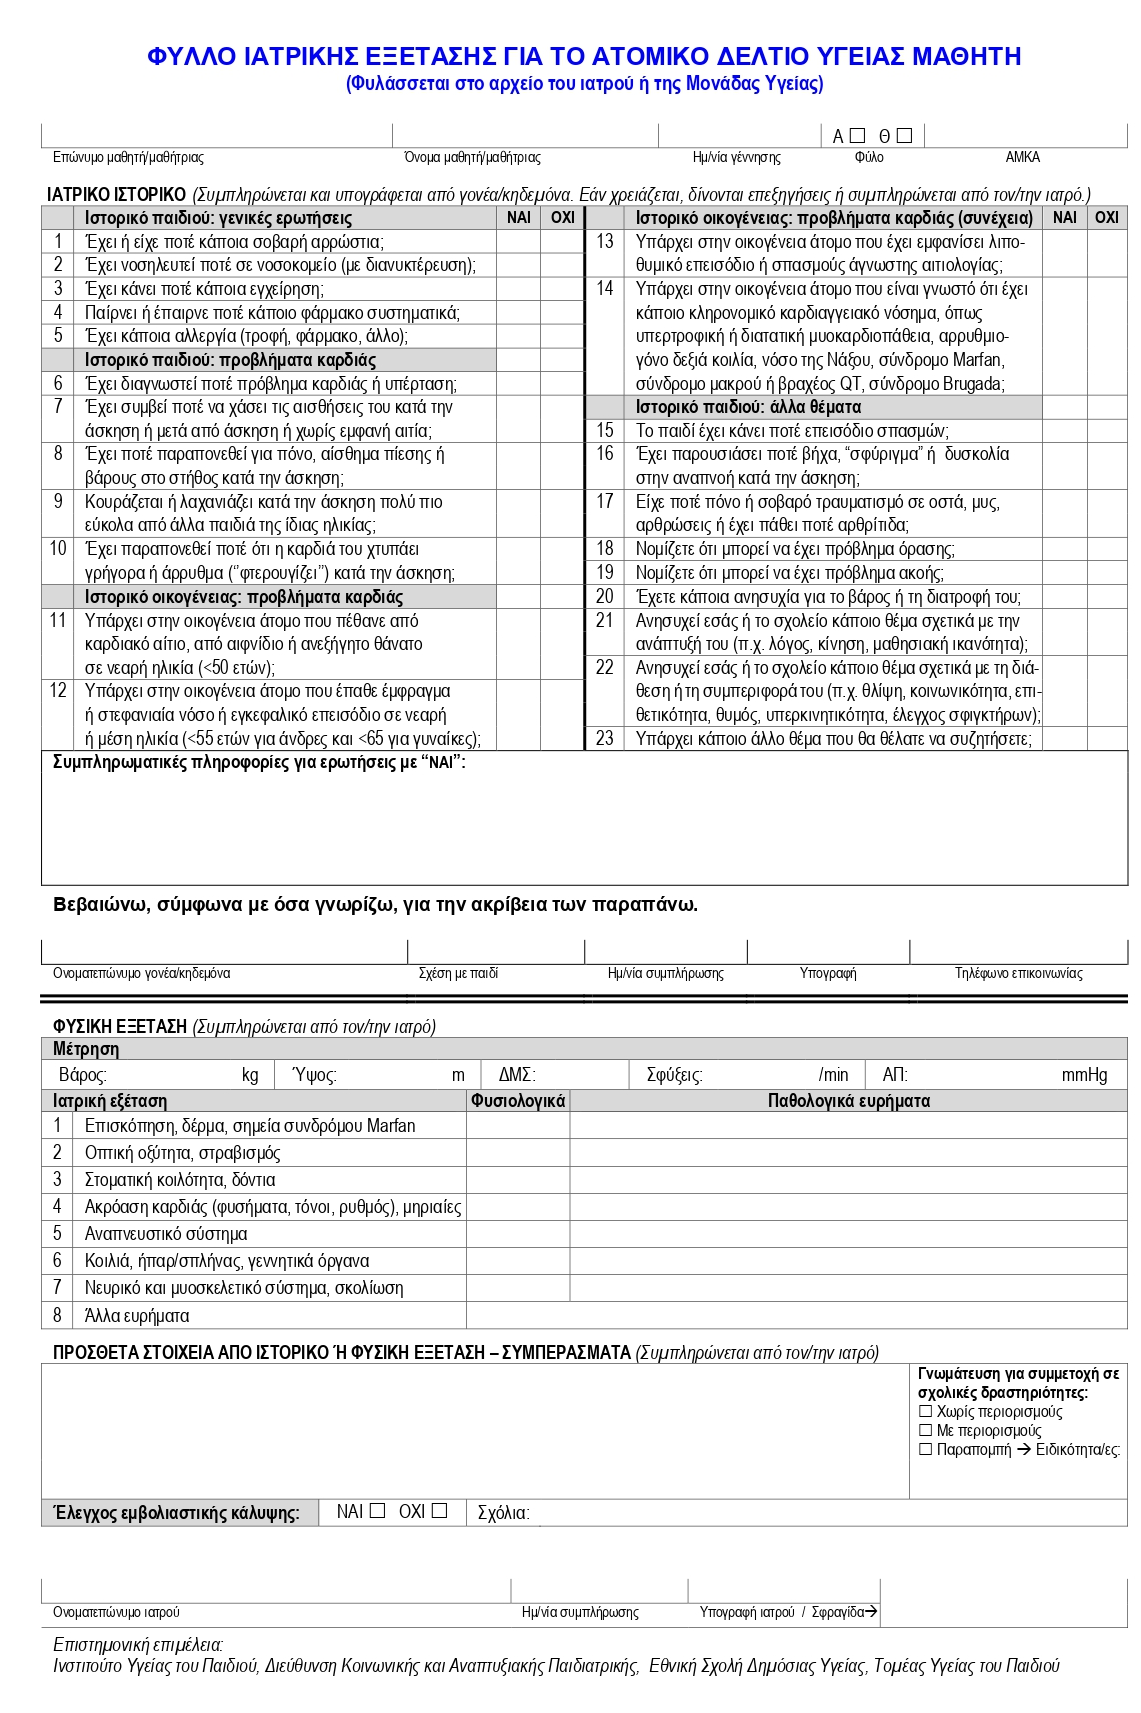 ΦΥΛΛΟ ΙΑΤΡΙΚΗΣ ΕΞΕΤΑΣΗΣ ΓΙΑ ΤΟ ΑΤΟΜΙΚΟ ΔΕΛΤΙΟ ΥΓΕΙΑΣ ΜΑΘΗΤΗ
(Φυλάσσεται στο αρχείο του ιατρού ή της Μονάδας Υγείας)
Α ☐ Θ ☐
Επώνυμο μαθητή/μαθήτριας Όνομα μαθητή/μαθήτριας Ημ/νία γέννησης Φύλο ΑΜΚΑ
ΙΑΤΡΙΚΟ ΙΣΤΟΡΙΚΟ (Συμπληρώνεται και υπογράφεται από γονέα/κηδεμόνα. Εάν χρειάζεται, δίνονται επεξηγήσεις ή συμπληρώνεται από τον/την ιατρό.)
Ιστορικό παιδιού: γενικές ερωτήσεις ΝΑΙ ΟΧΙ
1 Έχει ή είχε ποτέ κάποια σοβαρή αρρώστια;
2 Έχει νοσηλευτεί ποτέ σε νοσοκομείο (με διανυκτέρευση);
3 Έχει κάνει ποτέ κάποια εγχείρηση;
4 Παίρνει ή έπαιρνε ποτέ κάποιο φάρμακο συστηματικά;
5 Έχει κάποια αλλεργία (τροφή, φάρμακο, άλλο);
Ιστορικό παιδιού: προβλήματα καρδιάς
6 Έχει διαγνωστεί ποτέ πρόβλημα καρδιάς ή υπέρταση;
7 Έχει συμβεί ποτέ να χάσει τις αισθήσεις του κατά την
άσκηση ή μετά από άσκηση ή χωρίς εμφανή αιτία;
8 Έχει ποτέ παραπονεθεί για πόνο, αίσθημα πίεσης ή
βάρους στο στήθος κατά την άσκηση;
9 Κουράζεται ή λαχανιάζει κατά την άσκηση πολύ πιο
εύκολα από άλλα παιδιά της ίδιας ηλικίας;
10 Έχει παραπονεθεί ποτέ ότι η καρδιά του χτυπάει
γρήγορα ή άρρυθμα (‘’φτερουγίζει’’) κατά την άσκηση;
Ιστορικό οικογένειας: προβλήματα καρδιάς
11 Υπάρχει στην οικογένεια άτομο που πέθανε από
καρδιακό αίτιο, από αιφνίδιο ή ανεξήγητο θάνατο
σε νεαρή ηλικία (<50 ετών);
12 Υπάρχει στην οικογένεια άτομο που έπαθε έμφραγμα
ή στεφανιαία νόσο ή εγκεφαλικό επεισόδιο σε νεαρή
ή μέση ηλικία (<55 ετών για άνδρες και <65 για γυναίκες);
Ιστορικό οικογένειας: προβλήματα καρδιάς (συνέχεια) ΝΑΙ ΟΧΙ
13 Υπάρχει στην οικογένεια άτομο που έχει εμφανίσει λιπο-
θυμικό επεισόδιο ή σπασμούς άγνωστης αιτιολογίας;
14 Υπάρχει στην οικογένεια άτομο που είναι γνωστό ότι έχει
κάποιο κληρονομικό καρδιαγγειακό νόσημα, όπως
υπερτροφική ή διατατική μυοκαρδιοπάθεια, αρρυθμιο-
γόνο δεξιά κοιλία, νόσο της Νάξου, σύνδρομο Marfan,
σύνδρομο μακρού ή βραχέος QT, σύνδρομο Brugada;
Ιστορικό παιδιού: άλλα θέματα
15 Το παιδί έχει κάνει ποτέ επεισόδιο σπασμών;
16 Έχει παρουσιάσει ποτέ βήχα, “σφύριγμα” ή δυσκολία
στην αναπνοή κατά την άσκηση;
17 Είχε ποτέ πόνο ή σοβαρό τραυματισμό σε οστά, μυς,
αρθρώσεις ή έχει πάθει ποτέ αρθρίτιδα;
18 Νομίζετε ότι μπορεί να έχει πρόβλημα όρασης;
19 Νομίζετε ότι μπορεί να έχει πρόβλημα ακοής;
20 Έχετε κάποια ανησυχία για το βάρος ή τη διατροφή του;
21 Ανησυχεί εσάς ή το σχολείο κάποιο θέμα σχετικά με την
ανάπτυξή του (π.χ. λόγος, κίνηση, μαθησιακή ικανότητα);
22 Ανησυχεί εσάς ή το σχολείο κάποιο θέμα σχετικά με τη διά-
θεση ή τη συμπεριφορά του (π.χ. θλίψη, κοινωνικότητα, επι-
θετικότητα, θυμός, υπερκινητικότητα, έλεγχος σφιγκτήρων);
23 Υπάρχει κάποιο άλλο θέμα που θα θέλατε να συζητήσετε;
Συμπληρωματικές πληροφορίες για ερωτήσεις με “ΝΑΙ”:
Βεβαιώνω, σύμφωνα με όσα γνωρίζω, για την ακρίβεια των παραπάνω.
Ονοματεπώνυμο γονέα/κηδεμόνα Σχέση με παιδί Ημ/νία συμπλήρωσης Υπογραφή Τηλέφωνο επικοινωνίας
ΦΥΣΙΚΗ ΕΞΕΤΑΣΗ (Συμπληρώνεται από τον/την ιατρό)
Μέτρηση
Βάρος: kg Ύψος: m ΔΜΣ: Σφύξεις: /min ΑΠ: mmHg
Ιατρική εξέταση Φυσιολογικά Παθολογικά ευρήματα
1 Επισκόπηση, δέρμα, σημεία συνδρόμου Marfan
2 Οπτική οξύτητα, στραβισμός
3 Στοματική κοιλότητα, δόντια
4 Ακρόαση καρδιάς (φυσήματα, τόνοι, ρυθμός), μηριαίες
5 Αναπνευστικό σύστημα
6 Κοιλιά, ήπαρ/σπλήνας, γεννητικά όργανα
7 Νευρικό και μυοσκελετικό σύστημα, σκολίωση
8 Άλλα ευρήματα
ΠΡΟΣΘΕΤΑ ΣΤΟΙΧΕΙΑ ΑΠΟ ΙΣΤΟΡΙΚΟ Ή ΦΥΣΙΚΗ ΕΞΕΤΑΣΗ – ΣΥΜΠΕΡΑΣΜΑΤΑ (Συμπληρώνεται από τον/την ιατρό)
Γνωμάτευση για συμμετοχή σε
σχολικές δραστηριότητες:
☐ Χωρίς περιορισμούς
☐ Με περιορισμούς
☐ Παραπομπή → Ειδικότητα/ες:
Έλεγχος εμβολιαστικής κάλυψης: ΝΑΙ ☐ ΟΧΙ ☐ Σχόλια:
Ονοματεπώνυμο ιατρού Ημ/νία συμπλήρωσης Υπογραφή ιατρού / Σφραγίδα→
Επιστημονική επιμέλεια:
Ινστιτούτο Υγείας του Παιδιού, Διεύθυνση Κοινωνικής και Αναπτυξιακής Παιδιατρικής, Εθνική Σχολή Δημόσιας Υγείας, Τομέας Υγείας του Παιδιού